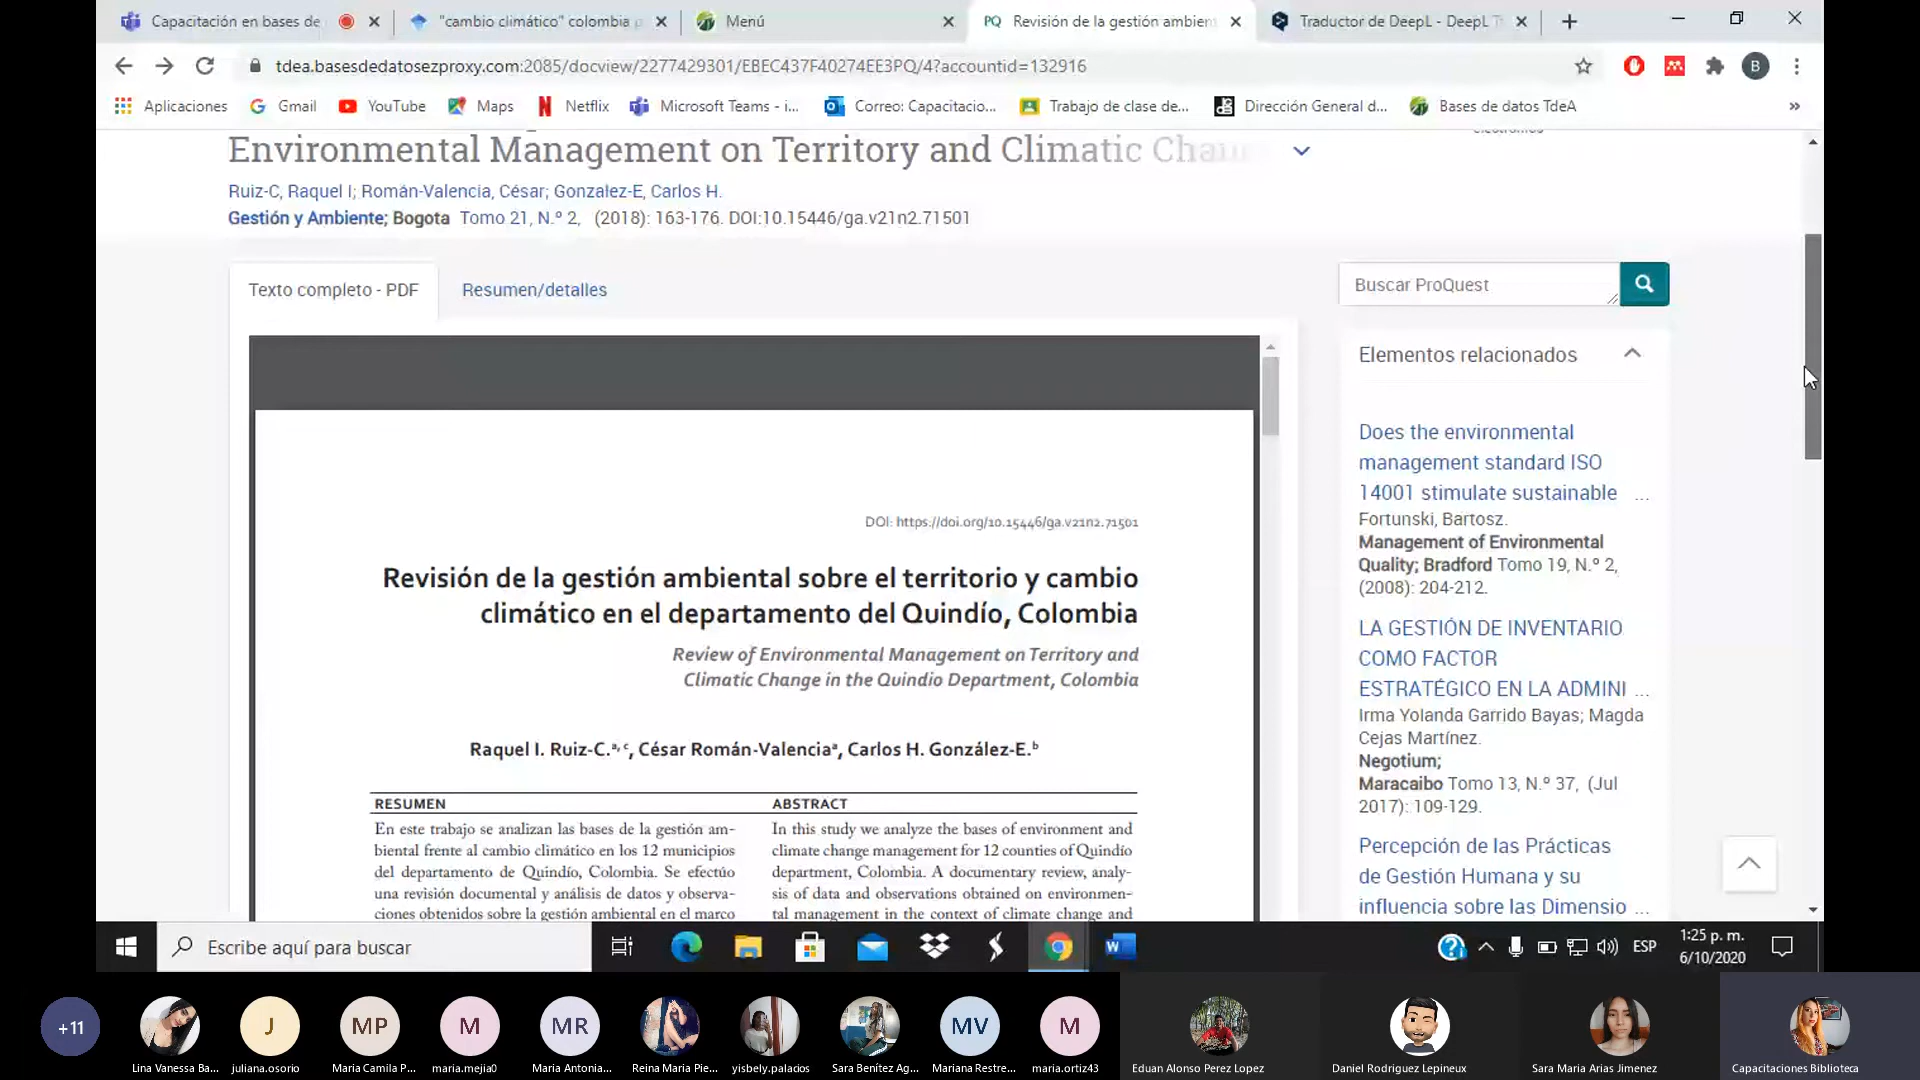 Capacitación en bases de
"cambio climático" colombia
Menú
Revisión de la gestión ambien
Traductor de DeepL - DeepL T
tdea.basesdedatosezproxy.com:2085/docview/2277429301/EBEC437F40274EE3PQ/4?accountid=132916
B
Aplicaciones
Gmail
YouTube
Maps
Netflix
Microsoft Teams - i...
Correo: Capacitacio...
Trabajo de clase de...
Dirección General d...
Bases de datos TdeA
»
Environmental Management on Territory and Climatic Chan
Ruiz-C, Raquel I; Román-Valencia, César; Gonzalez-E, Carlos H.
Gestión y Ambiente; Bogota Tomo 21, N.º 2, (2018): 163-176. DOI:10.15446/ga.v21n2.71501
Texto completo - PDF
Resumen/detalles
DOI: https://doi.org/10.15446/ga.v21n2.71501
Revisión de la gestión ambiental sobre el territorio y cambio
climático en el departamento del Quindío, Colombia
Review of Environmental Management on Territory and
Climatic Change in the Quindio Department, Colombia
Raquel I. Ruiz-C.a, c, César Román-Valenciaa, Carlos H. González-E.b
RESUMEN
En este trabajo se analizan las bases de la gestión am-
biental frente al cambio climático en los 12 municipios
del departamento de Quindío, Colombia. Se efectúo
una revisión documental y análisis de datos y observa-
ciones obtenidos sobre la gestión ambiental en el marco
ABSTRACT
In this study we analyze the bases of environment and
climate change management for 12 counties of Quindío
department, Colombia. A documentary review, analy-
sis of data and observations obtained on environmen-
tal management in the context of climate change and
Buscar ProQuest
Elementos relacionados
Does the environmental
management standard ISO
14001 stimulate sustainable ...
Fortunski, Bartosz.
Management of Environmental
Quality; Bradford Tomo 19, N.º 2,
(2008): 204-212.
LA GESTIÓN DE INVENTARIO
COMO FACTOR
ESTRATÉGICO EN LA ADMINI ...
Irma Yolanda Garrido Bayas; Magda
Cejas Martínez.
Negotium;
Maracaibo Tomo 13, N.º 37, (Jul
2017): 109-129.
Percepción de las Prácticas
de Gestión Humana y su
influencia sobre las Dimensio ...
Escribe aquí para buscar
ESP
1:25 p. m.
6/10/2020
+11
J
MP
M
MR
MV
M
Lina Vanessa Ba...
juliana.osorio
Maria Camila P...
maria.mejia0
Maria Antonia...
Reina Maria Pie...
yisbely.palacios
Sara Benítez Ag...
Mariana Restre...
maria.ortiz43
Eduan Alonso Perez Lopez
Daniel Rodriguez Lepineux
Sara Maria Arias Jimenez
Capacitaciones Biblioteca